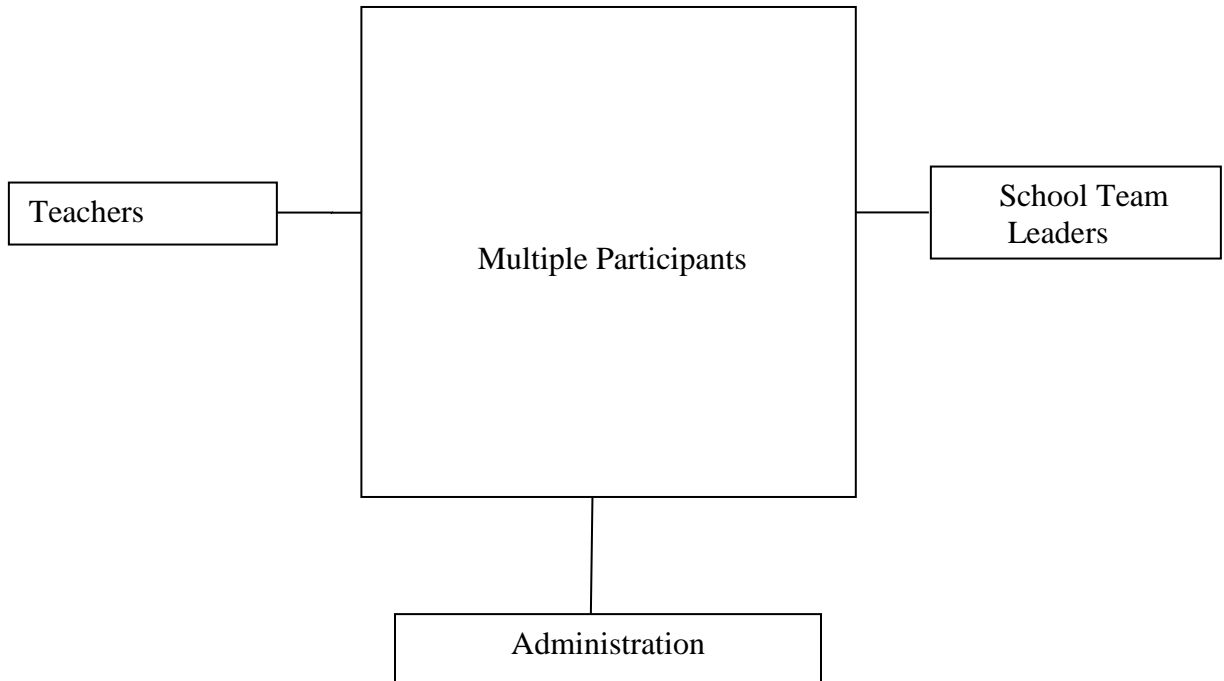 Teachers
Multiple Participants
School Team
Leaders
Administration